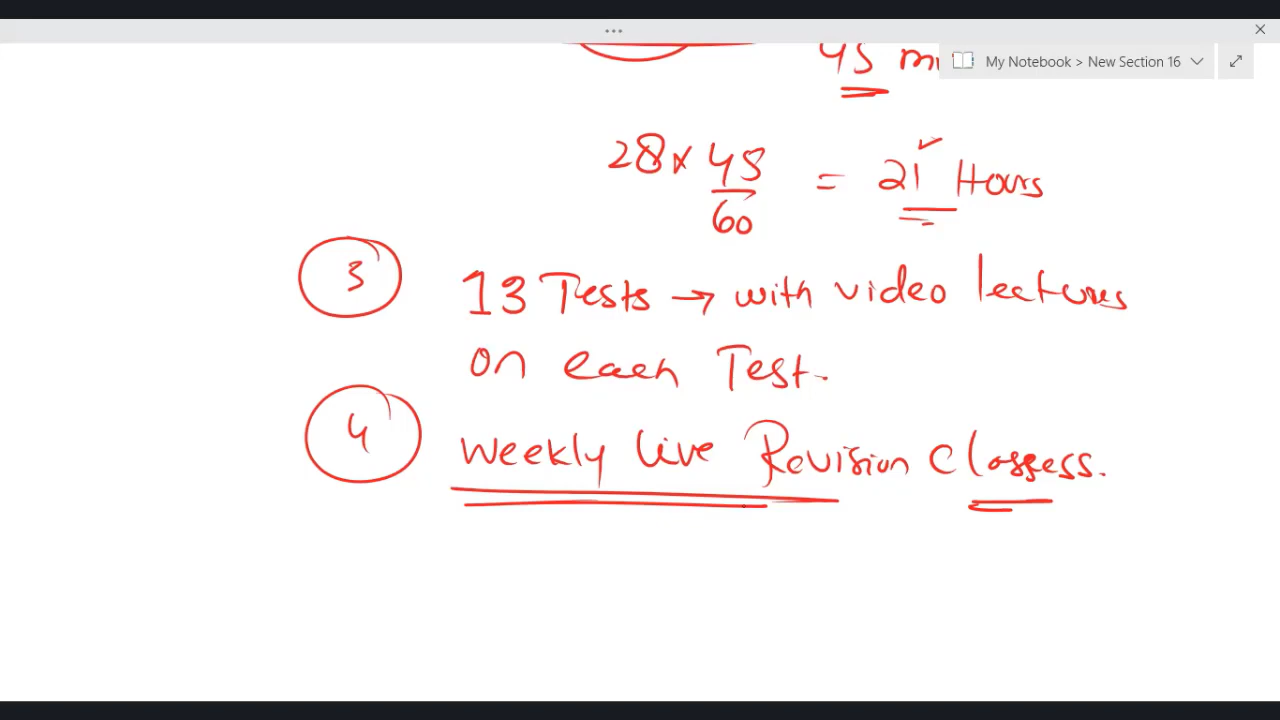 My Notebook > New Section 16
45
28 × 45/60 = 21 Hours
3 13 Tests → with video lectures
on each Test.
4 Weekly live Revision Classess.